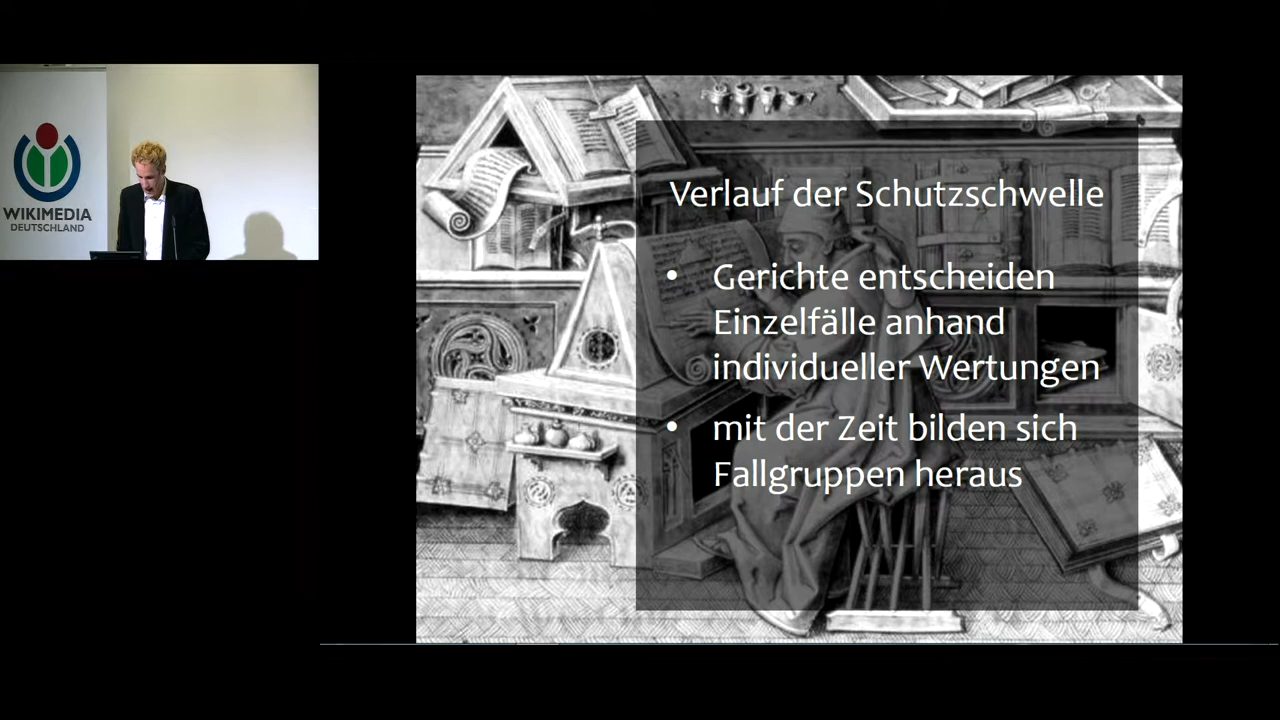 WIKIMEDIA
DEUTSCHLAND
Verlauf der Schutzschwelle
• Gerichte entscheiden
Einzelfälle anhand
individueller Wertungen
• mit der Zeit bilden sich
Fallgruppen heraus